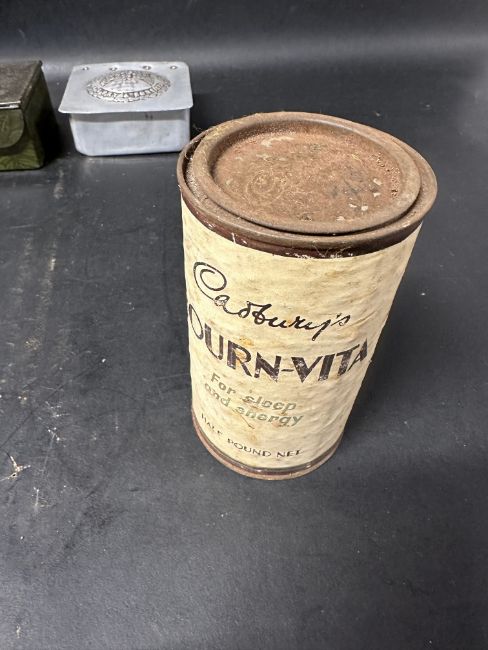 Cadbury's
OURN-VITA
For sleep
and energy
HALF POUND NET